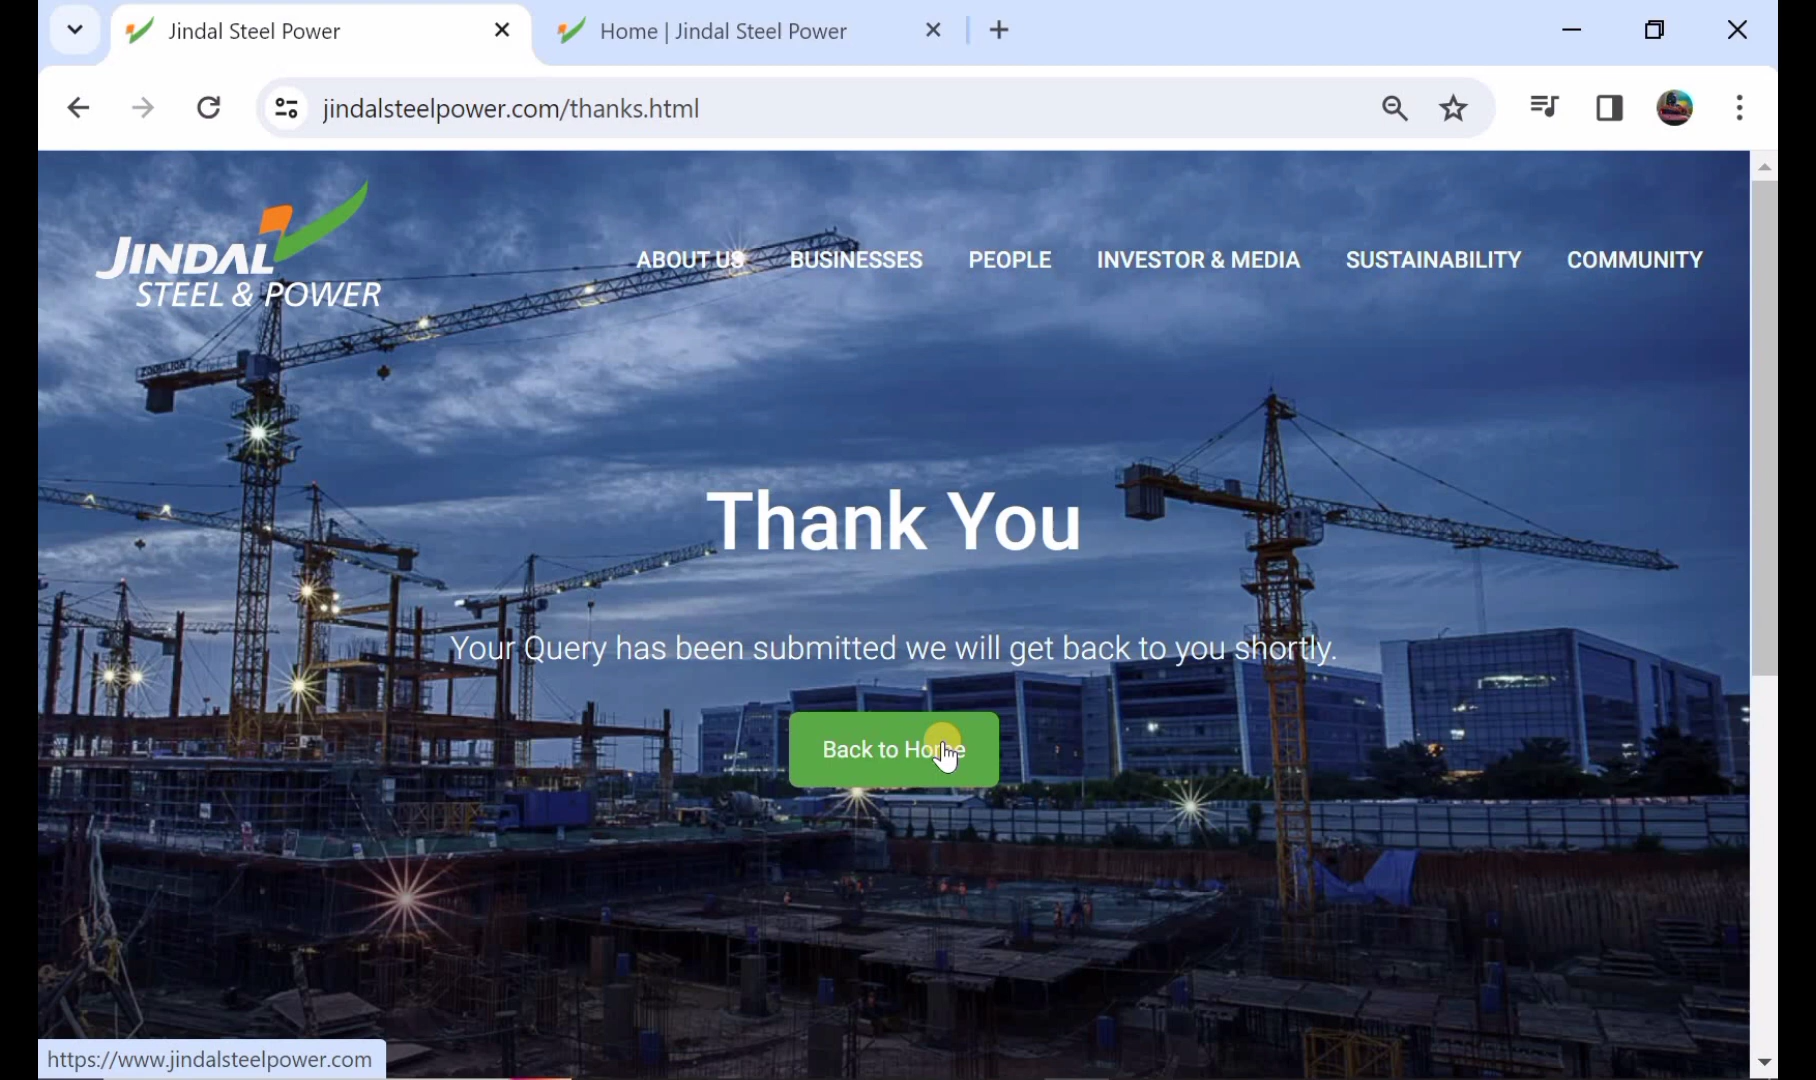 Jindal Steel Power
Home | Jindal Steel Power
jindalsteelpower.com/thanks.html
JINDAL
STEEL & POWER
ABOUT US
BUSINESSES
PEOPLE
INVESTOR & MEDIA
SUSTAINABILITY
COMMUNITY
Thank You
Your Query has been submitted we will get back to you shortly.
Back to Home
https://www.jindalsteelpower.com